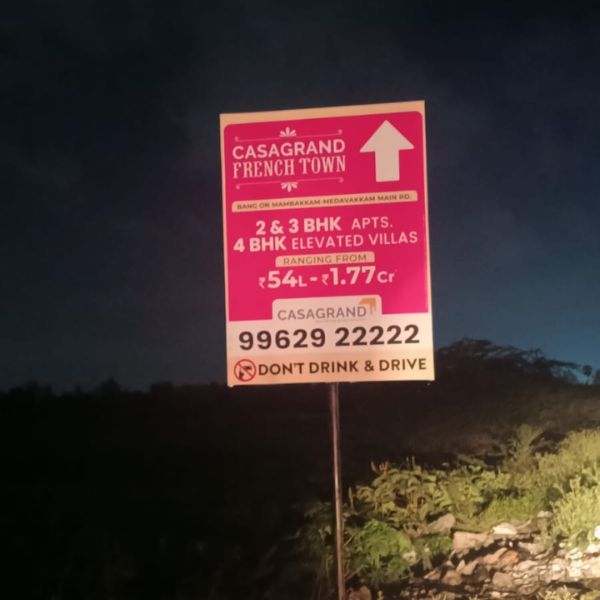 CASAGRAND
FRENCH TOWN
BANG ON MAMBAKKAM-MEDAVAKKAM MAIN RD.
2 & 3 BHK APTS.
4 BHK ELEVATED VILLAS
RANGING FROM
₹54L - ₹1.77Cr*
CASAGRAND
99629 22222
DON'T DRINK & DRIVE